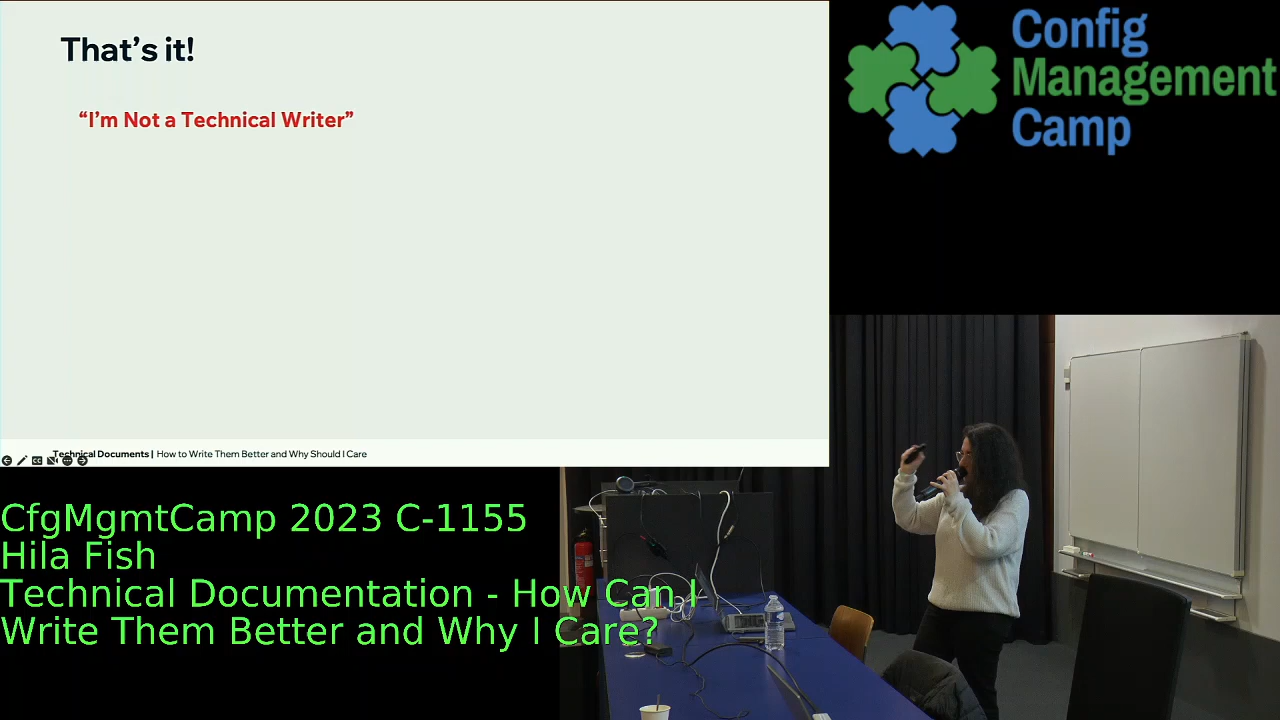 That's it!
“I'm Not a Technical Writer”
Technical Documents | How to Write Them Better and Why Should I Care
Config
Management
Camp
CfgMgmtCamp 2023 C-1155
Hila Fish
Technical Documentation - How Can I
Write Them Better and Why I Care?